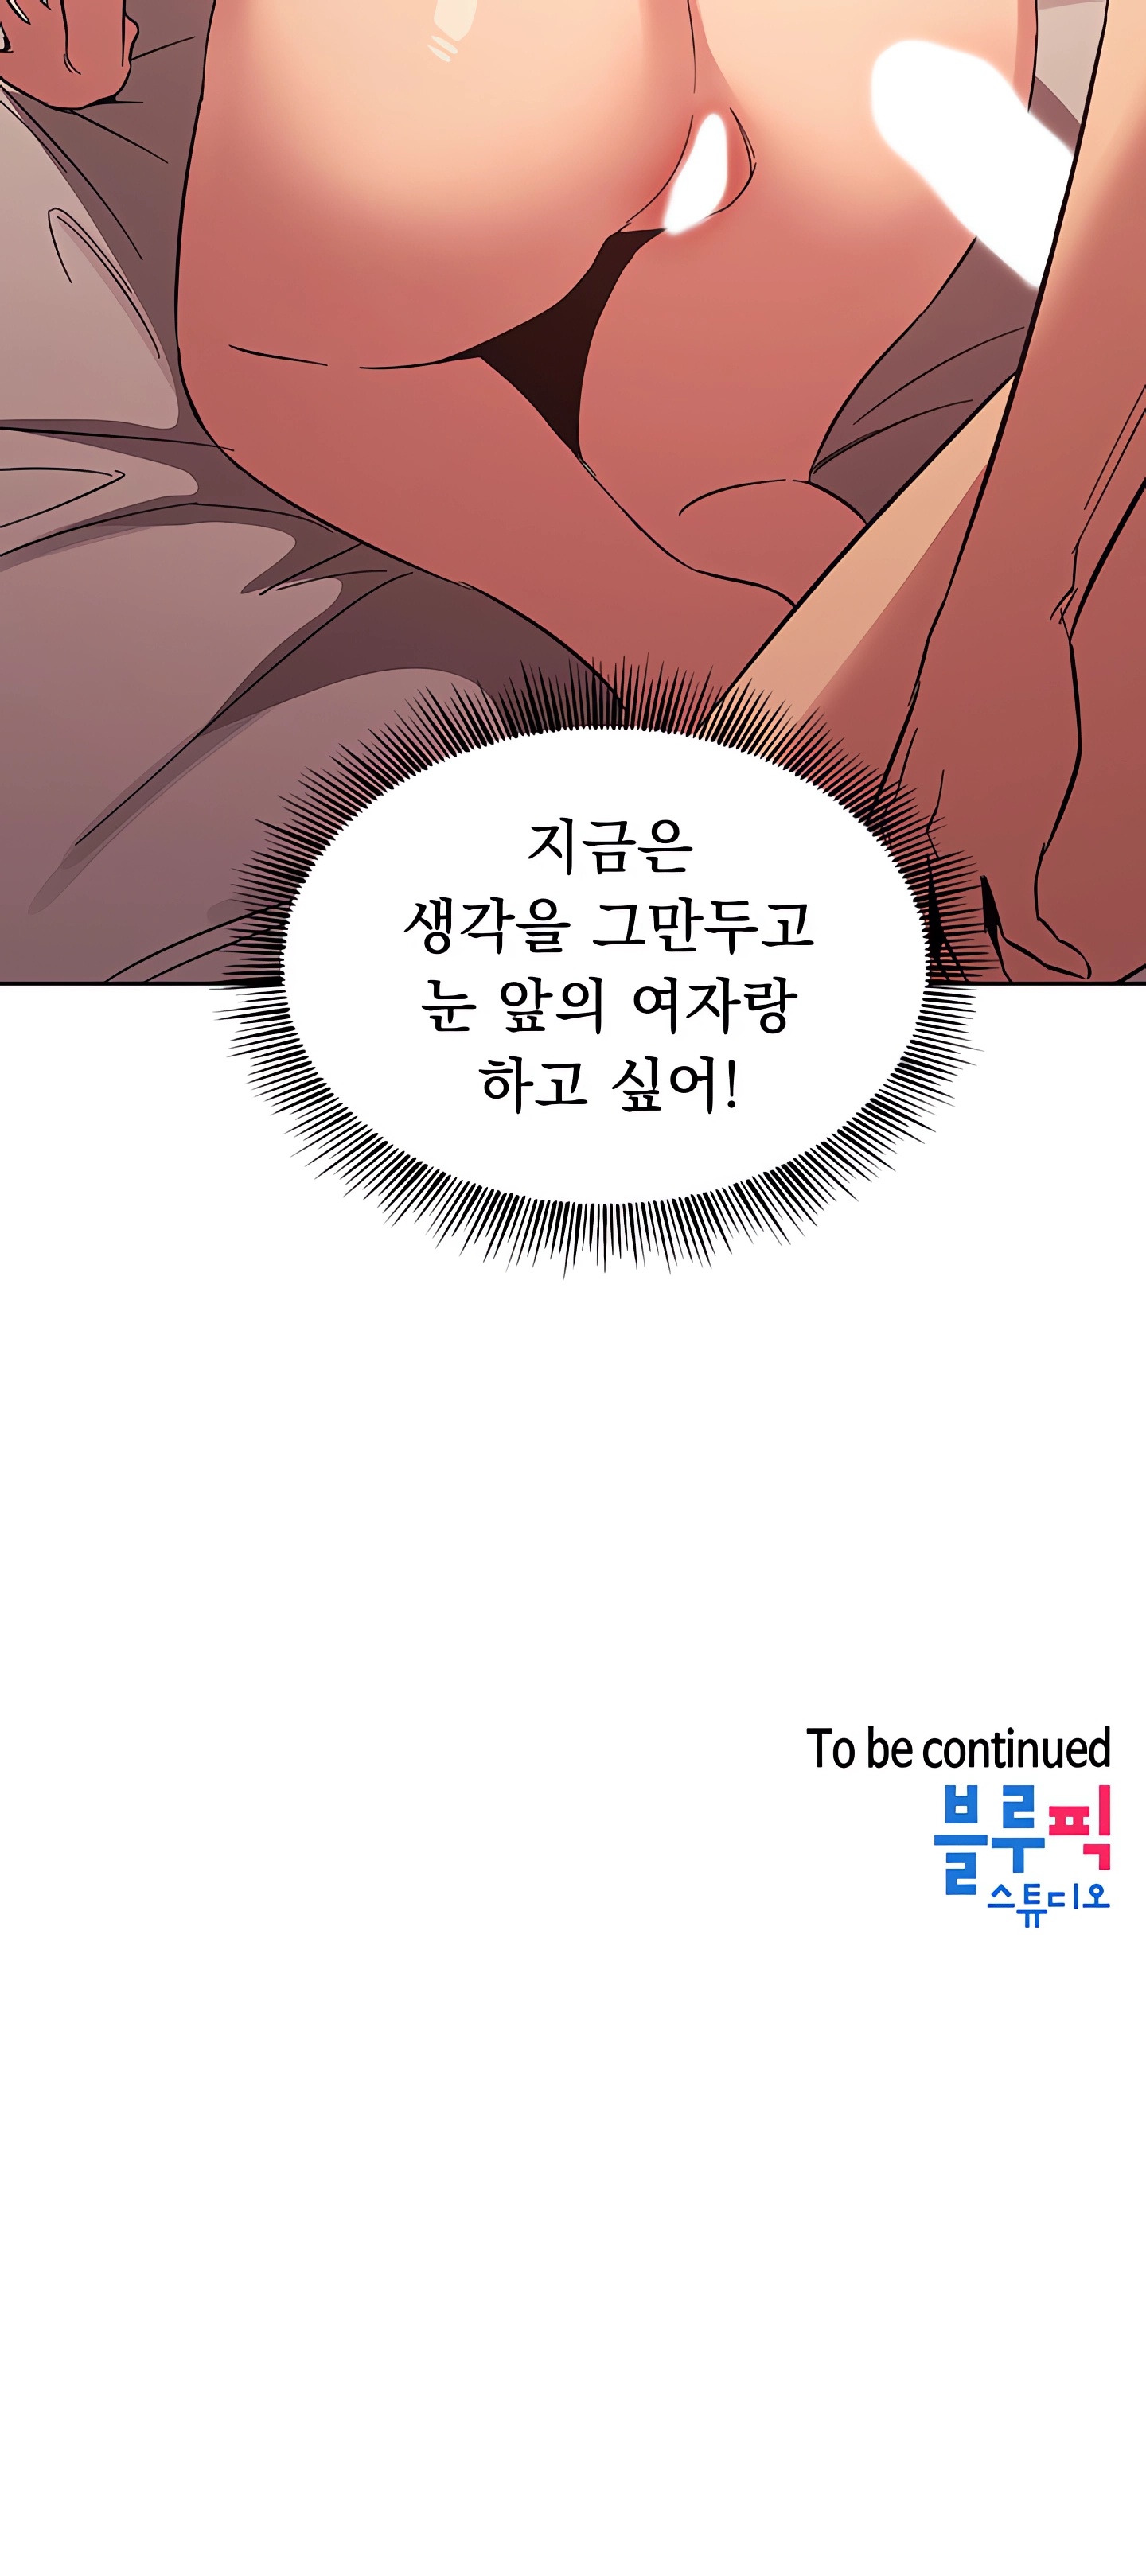 지금은
생각을 그만두고
눈 앞의 여자랑
하고 싶어!
To be continued
블루픽
스튜디오